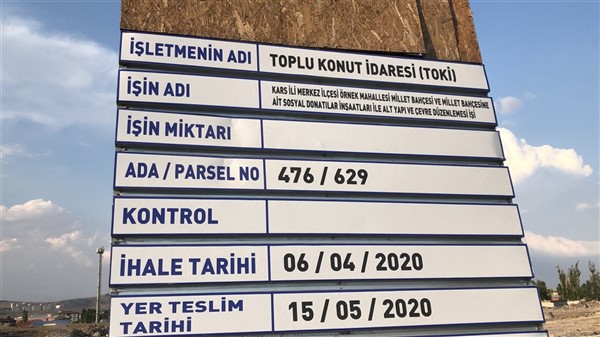 İŞLETMENİN ADI TOPLU KONUT İDARESİ (TOKİ)
İŞİN ADI KARS İLİ MERKEZ İLÇESİ ÖRNEK MAHALLESİ MİLLET BAHÇESİ VE MİLLET BAHÇESİNE
AİT SOSYAL DONATILAR İNŞAATLARI İLE ALT YAPI VE ÇEVRE DÜZENLEMESİ İŞİ
İŞİN MİKTARI
ADA / PARSEL NO 476 / 629
KONTROL
İHALE TARİHİ 06 / 04 / 2020
YER TESLİM
TARİHİ 15 / 05 / 2020